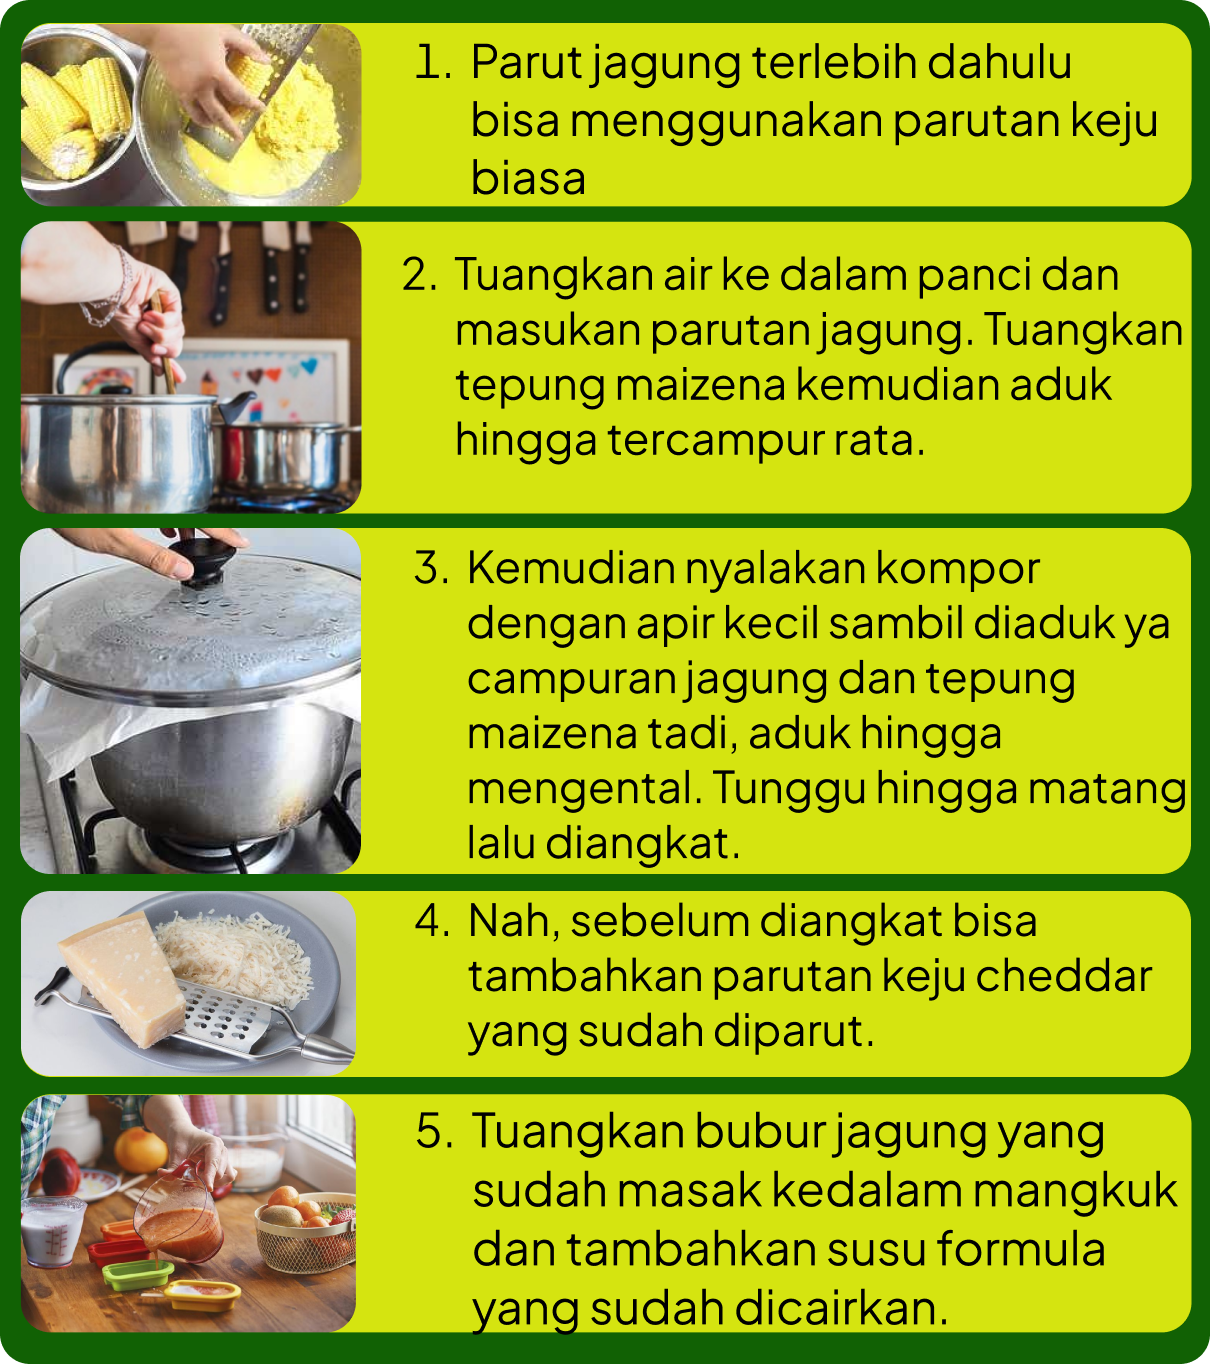 1. Parut jagung terlebih dahulu
bisa menggunakan parutan keju
biasa
2. Tuangkan air ke dalam panci dan
masukan parutan jagung. Tuangkan
tepung maizena kemudian aduk
hingga tercampur rata.
3. Kemudian nyalakan kompor
dengan apir kecil sambil diaduk ya
campuran jagung dan tepung
maizena tadi, aduk hingga
mengental. Tunggu hingga matang
lalu diangkat.
4. Nah, sebelum diangkat bisa
tambahkan parutan keju cheddar
yang sudah diparut.
5. Tuangkan bubur jagung yang
sudah masak kedalam mangkuk
dan tambahkan susu formula
yang sudah dicairkan.